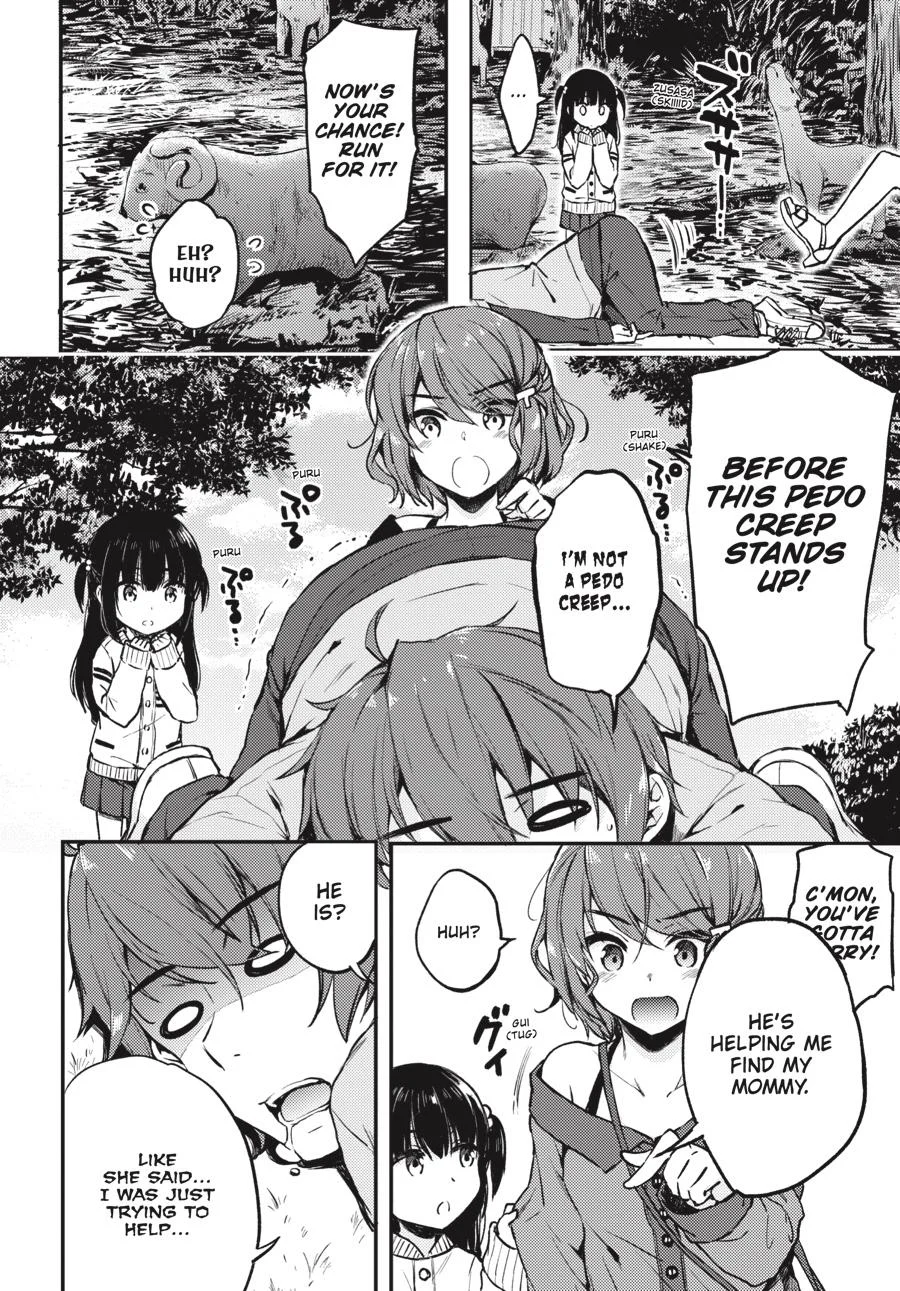 ...
ZUSASA
(SKIIIID)
ズササー...
NOW'S
YOUR
CHANCE!
RUN
FOR IT!
EH?
HUH?
BEFORE
THIS PEDO
CREEP
STANDS
UP!
PURU
(SHAKE)
ぷる
I'M NOT
A PEDO
CREEP...
PURU
ぷる
PURU
ぷる
C'MON,
YOU'VE
GOTTA
HE'S
HELPING ME
FIND MY
MOMMY.
HUH?
GUI
(TUG)
グイ
HE
IS?
LIKE
SHE SAID...
I WAS JUST
TRYING TO
HELP...